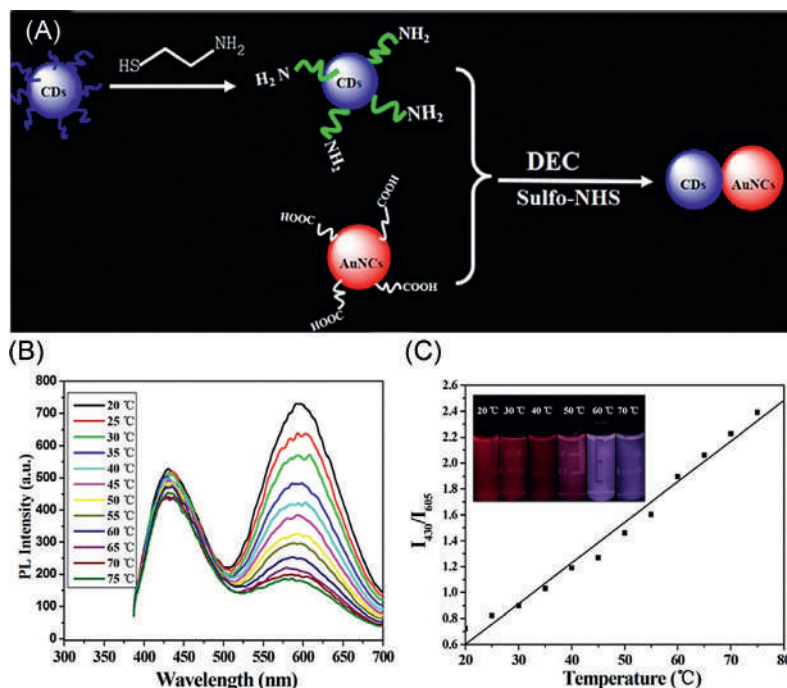 (A)
CDs
HS
NH2
H2 N
NH2
CDs
NH2
NH2
DEC
Sulfo-NHS
CDs
AuNCs
HOOC
COOH
AuNCs
HOOC
COOH
(B)
800
700
600
500
400
300
200
100
0
PL Intensity (a.u.)
20 ℃
25 ℃
30 ℃
35 ℃
40 ℃
45 ℃
50 ℃
55 ℃
60 ℃
65 ℃
70 ℃
75 ℃
300 350 400 450 500 550 600 650 700
Wavelength (nm)
(C)
2.6
2.4
2.2
2.0
1.8
1.6
1.4
1.2
1.0
0.8
0.6
I430/I605
20 ℃ 30 ℃ 40 ℃ 50 ℃ 60 ℃ 70 ℃
20 30 40 50 60 70 80
Temperature (℃)